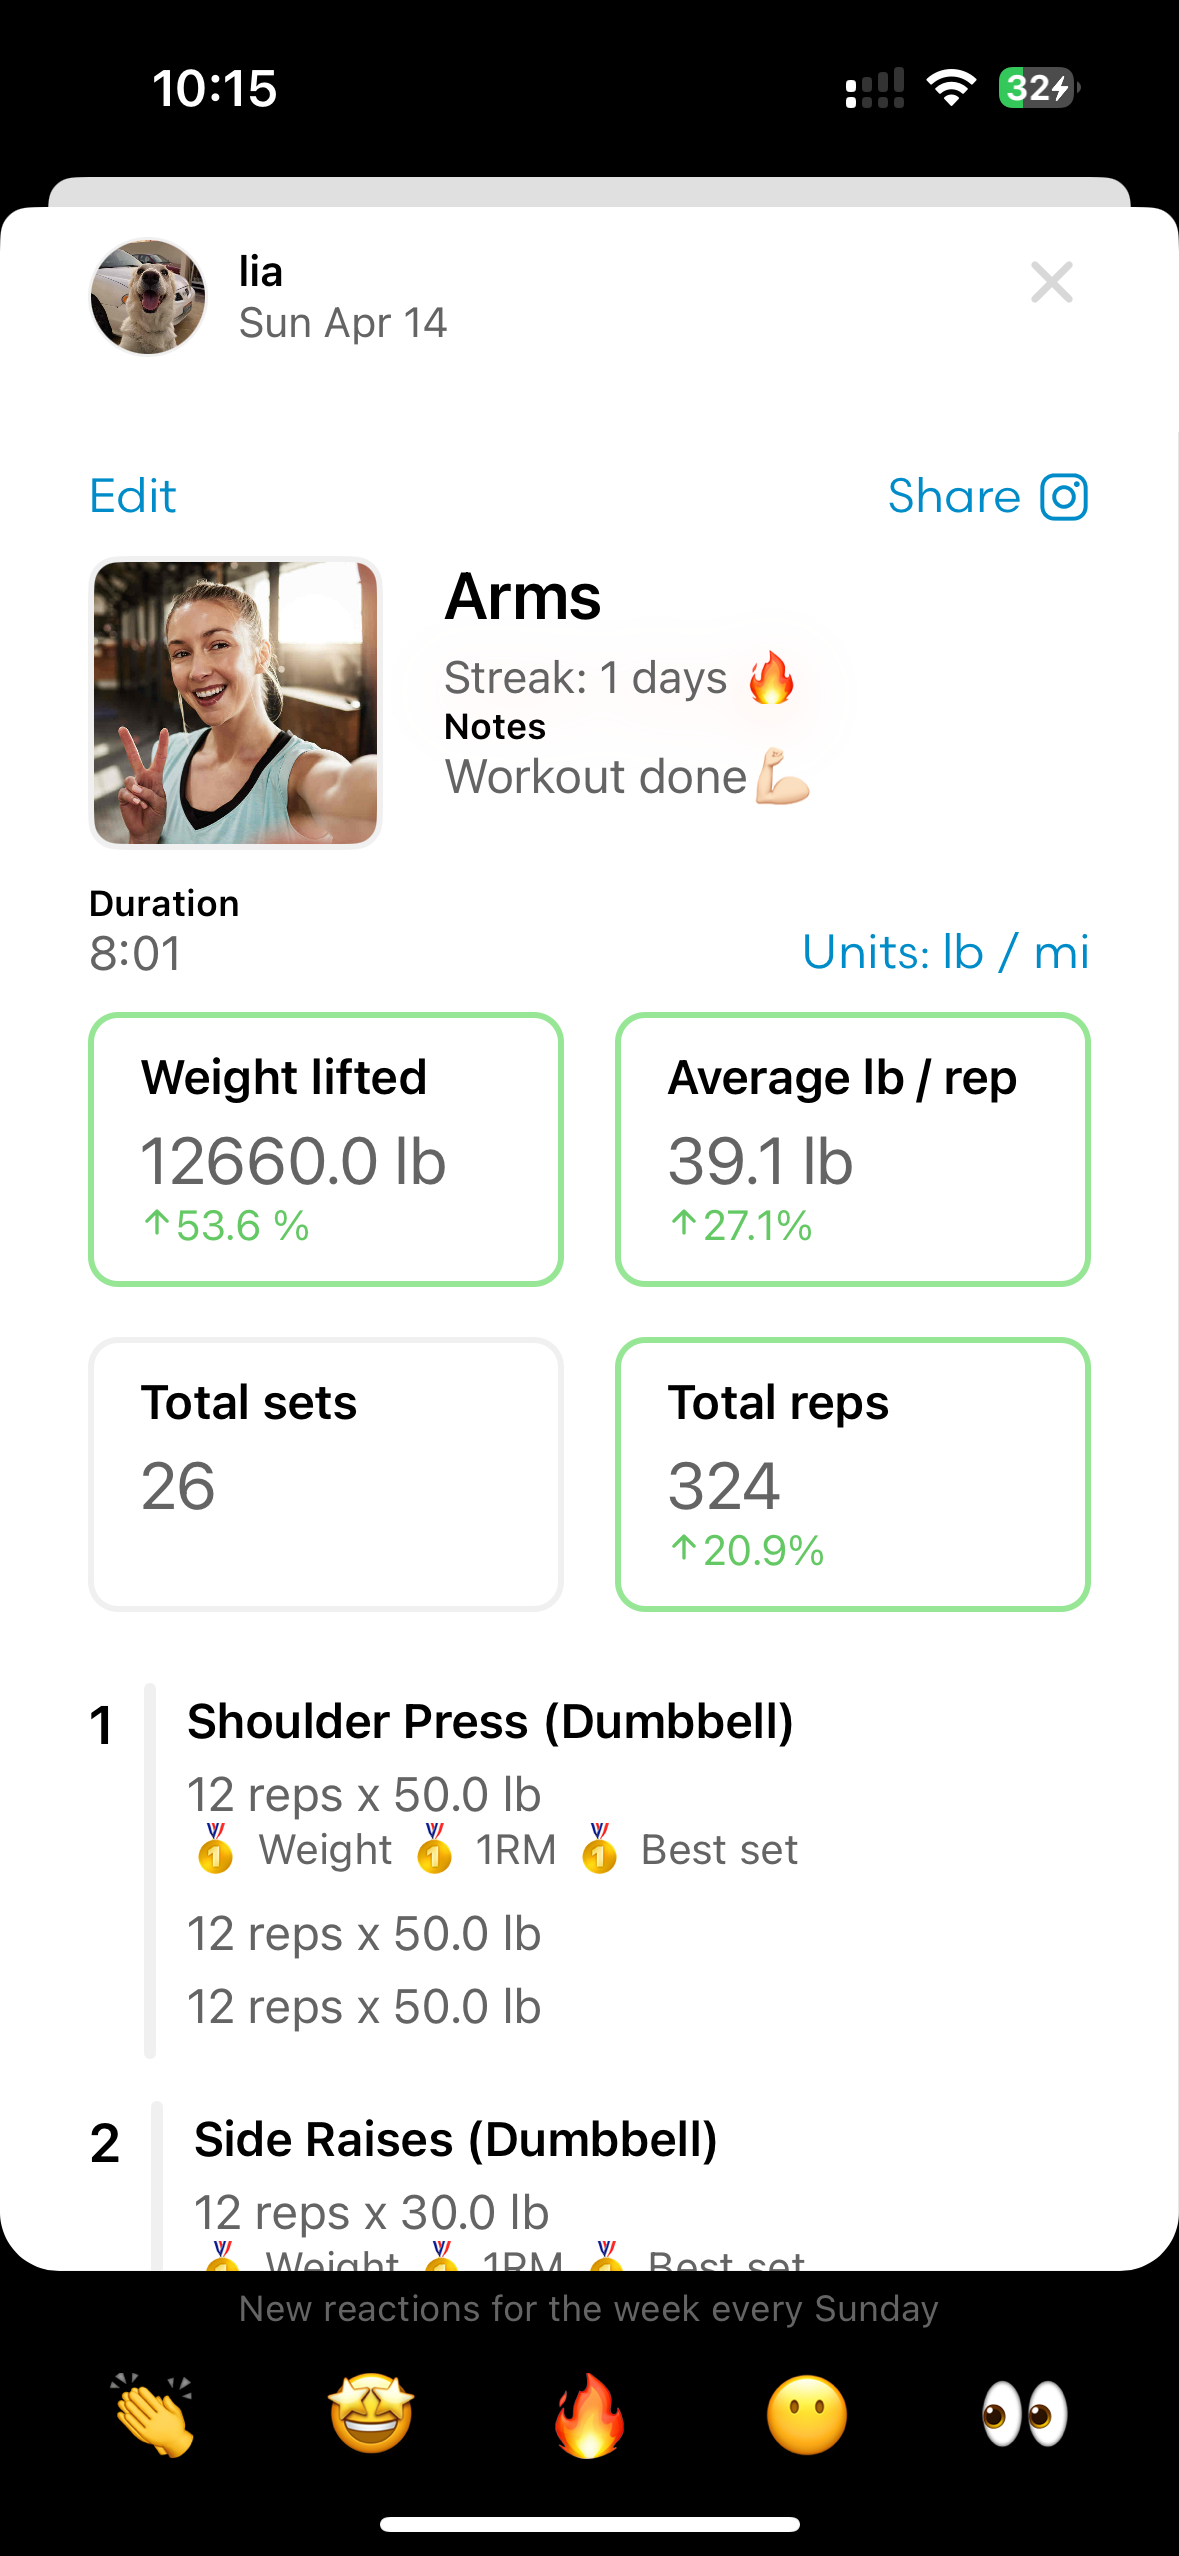 10:15
32
lia
Sun Apr 14
Edit
Share
Arms
Streak: 1 days 🔥
Notes
Workout done💪🏻
Duration
8:01
Units: lb / mi
Weight lifted
12660.0 lb
↑53.6 %
Average lb / rep
39.1 lb
↑27.1%
Total sets
26
Total reps
324
↑20.9%
1
Shoulder Press (Dumbbell)
12 reps x 50.0 lb
🥇 Weight 🥇 1RM 🥇 Best set
12 reps x 50.0 lb
12 reps x 50.0 lb
2
Side Raises (Dumbbell)
12 reps x 30.0 lb
🥇 Weight 🥇 1RM 🥇 Best set
New reactions for the week every Sunday